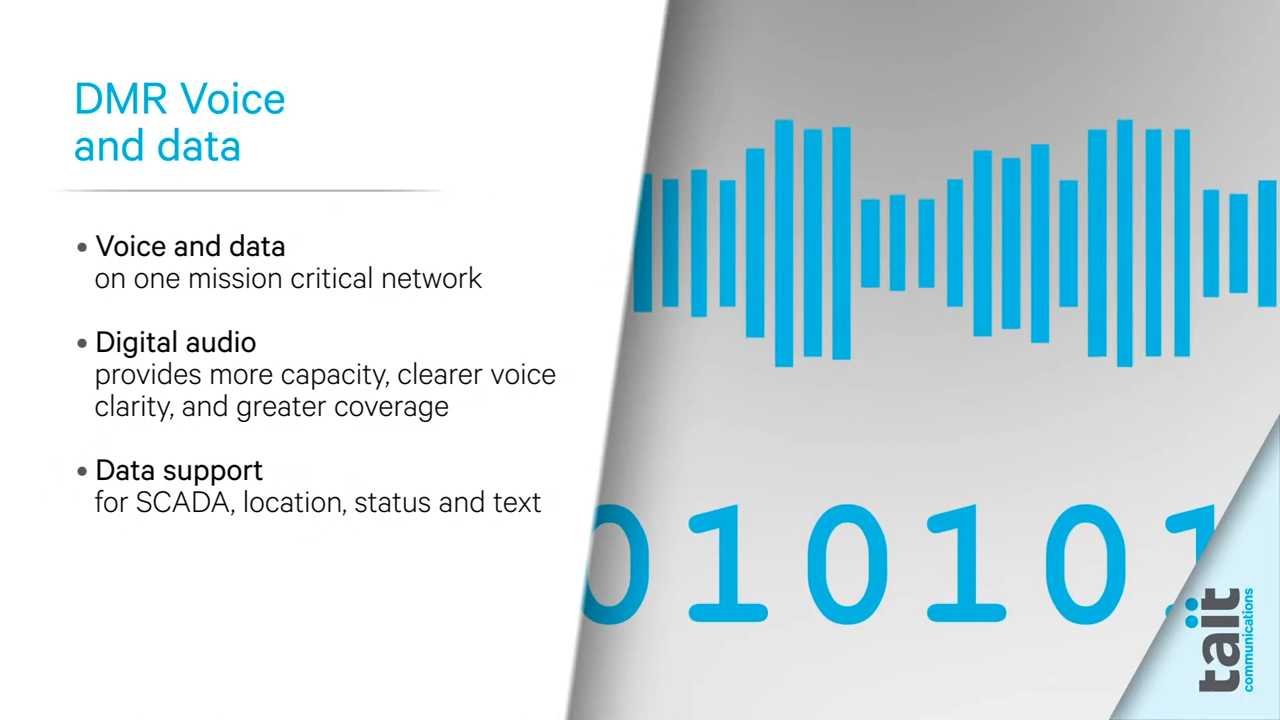 DMR Voice
and data
• Voice and data
on one mission critical network
• Digital audio
provides more capacity, clearer voice
clarity, and greater coverage
• Data support
for SCADA, location, status and text
010101
tait
communications